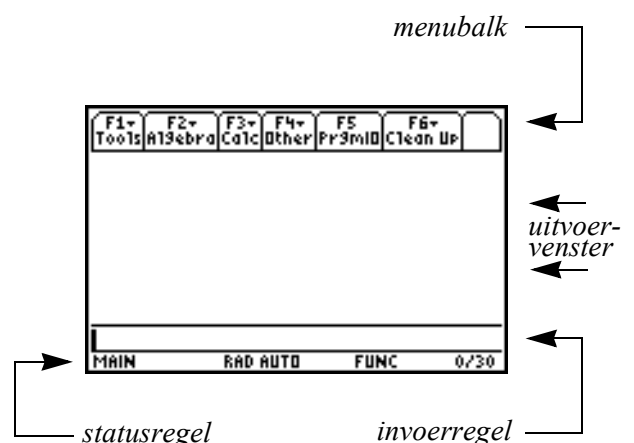 menubalk
F1▾ F2▾ F3▾ F4▾ F5 F6▾
Tools Algebra Calc Other PrgmIO Clean Up
uitvoer-
venster
MAIN RAD AUTO FUNC 0/30
statusregel invoerregel